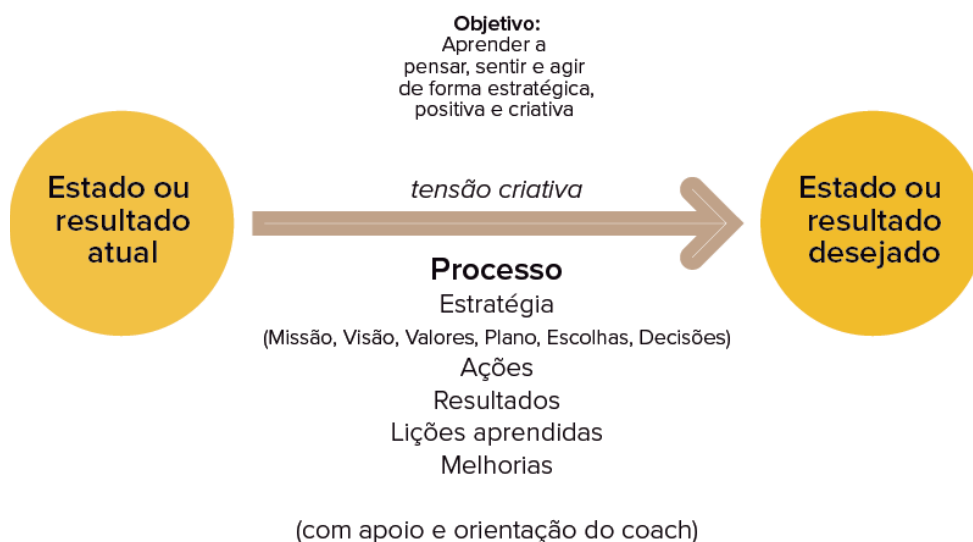 Objetivo:
Aprender a
pensar, sentir e agir
de forma estratégica,
positiva e criativa
Estado ou
resultado
atual
tensão criativa
Estado ou
resultado
desejado
Processo
Estratégia
(Missão, Visão, Valores, Plano, Escolhas, Decisões)
Ações
Resultados
Lições aprendidas
Melhorias
(com apoio e orientação do coach)